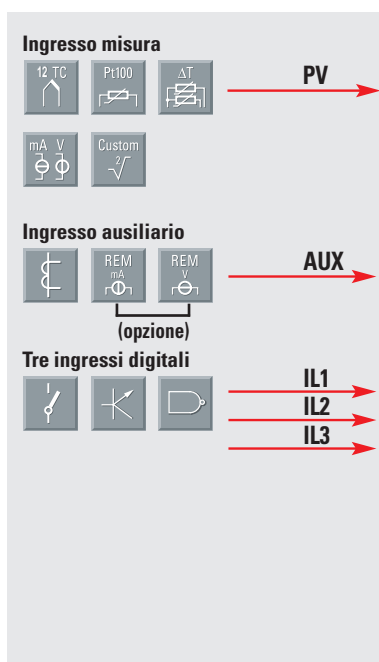 Ingresso misura
12 TC
Pt100
ΔT
PV
mA V
Custom
2
Ingresso ausiliario
REM
mA
REM
V
AUX
(opzione)
Tre ingressi digitali
IL1
IL2
IL3